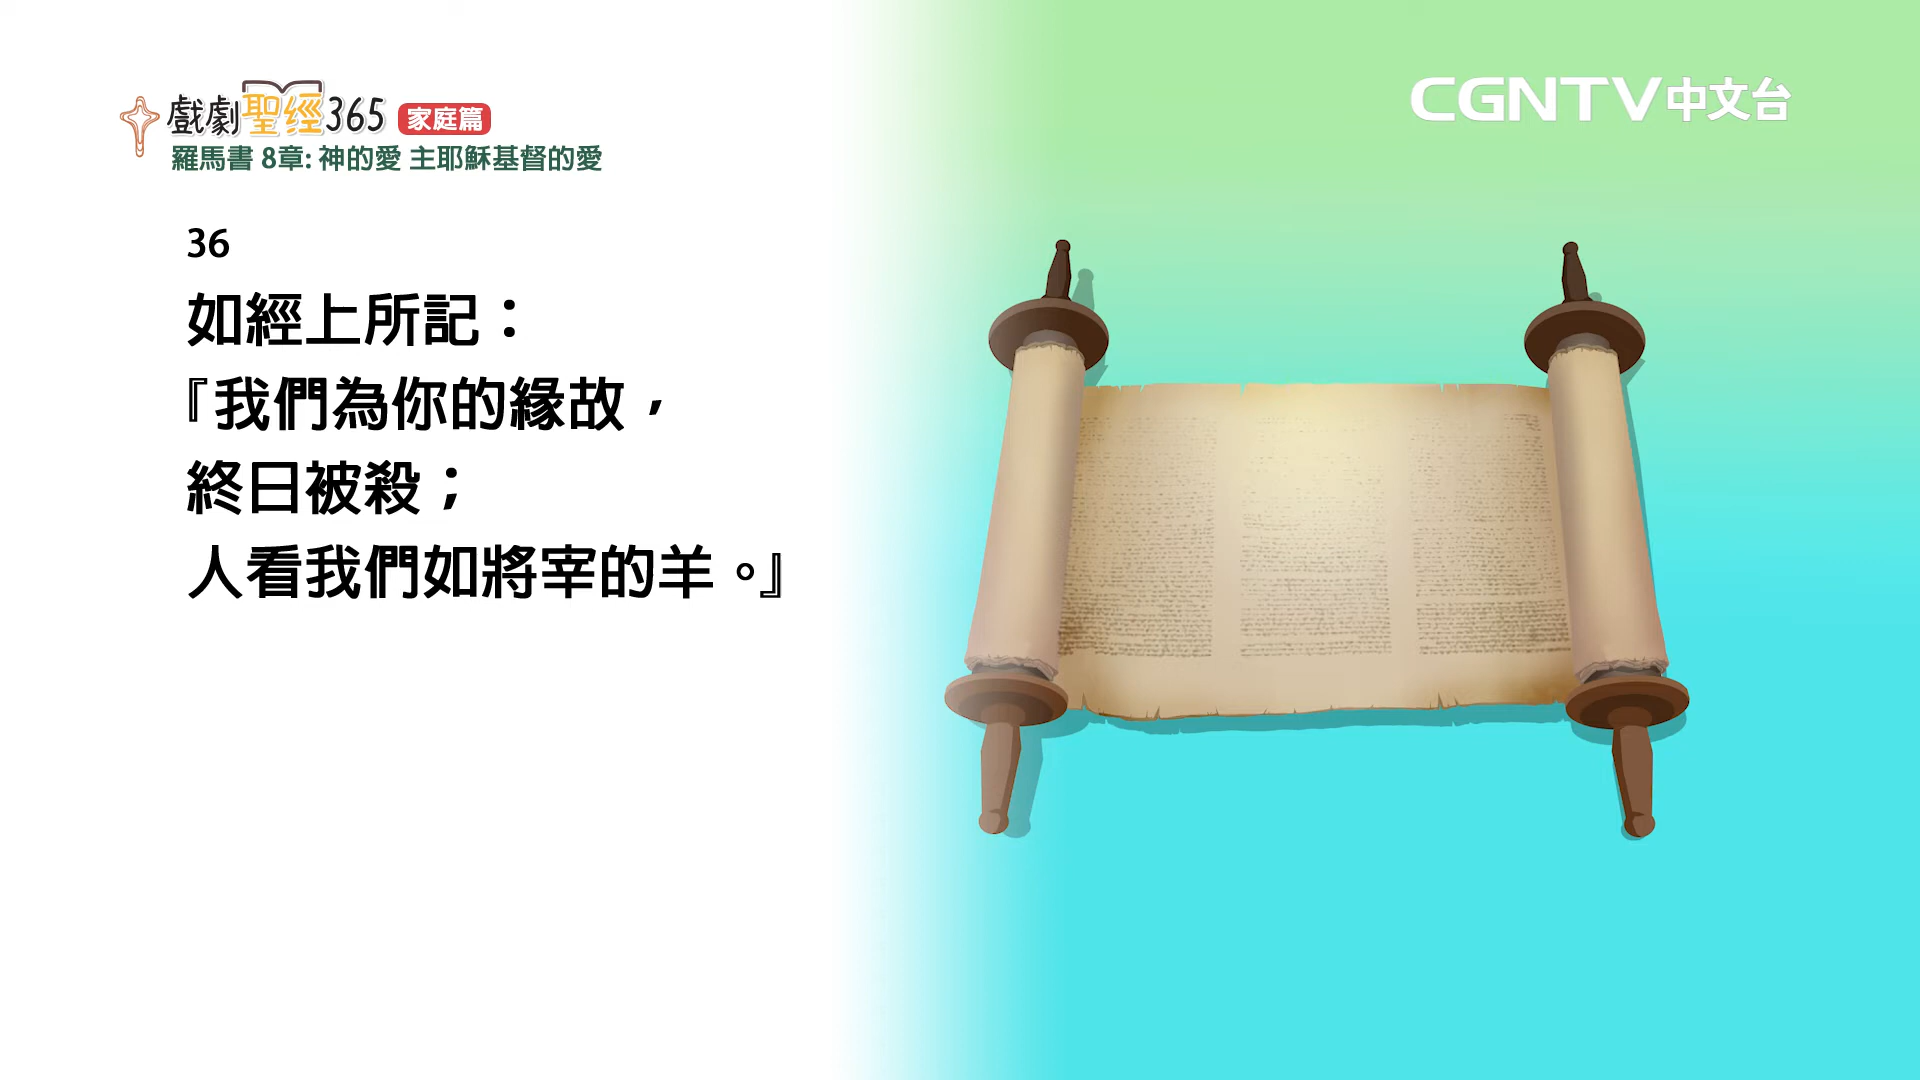 戲劇聖經365 家庭篇
羅馬書 8章: 神的愛 主耶穌基督的愛
CGNTV中文台
36
如經上所記：
『我們為你的緣故，
終日被殺；
人看我們如將宰的羊。』